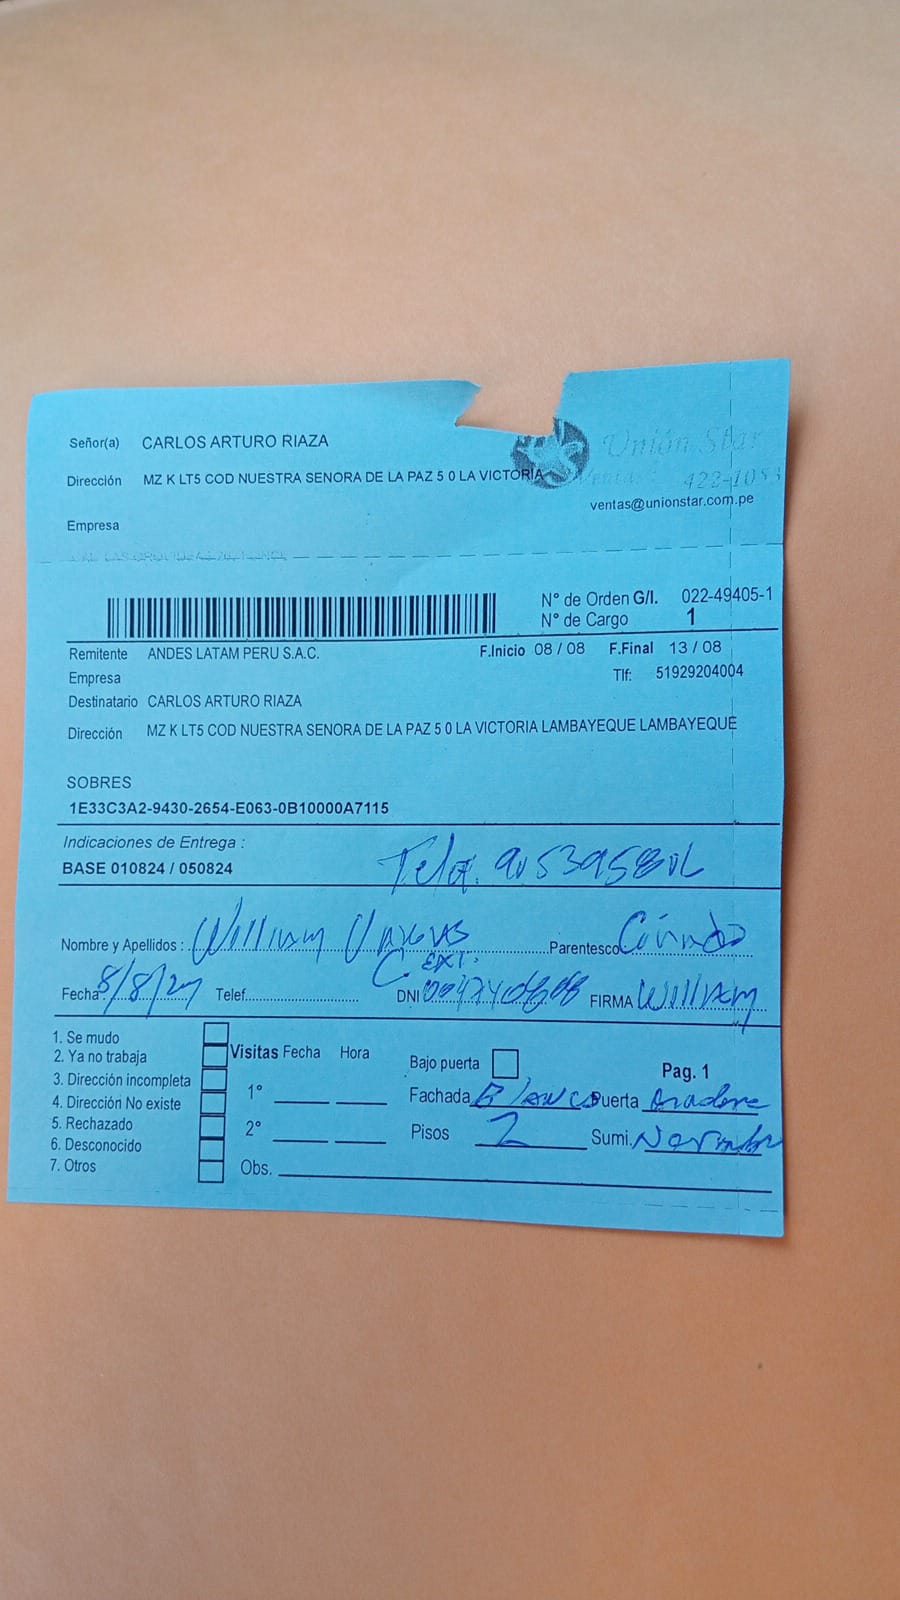 Señor(a) CARLOS ARTURO RIAZA
Dirección MZ K LT5 COD NUESTRA SENORA DE LA PAZ 5 0 LA VICTORIA
Unión Star
Ventas: 422-1083
ventas@unionstar.com.pe
Empresa
N° de Orden G/I. 022-49405-1
N° de Cargo 1
Remitente ANDES LATAM PERU S.A.C. F.Inicio 08 / 08 F.Final 13 / 08
Empresa Tlf: 51929204004
Destinatario CARLOS ARTURO RIAZA
Dirección MZ K LT5 COD NUESTRA SENORA DE LA PAZ 5 0 LA VICTORIA LAMBAYEQUE LAMBAYEQUE
SOBRES
1E33C3A2-9430-2654-E063-0B10000A7115
Indicaciones de Entrega :
BASE 010824 / 050824
Nombre y Apellidos : William Parentesco
C. EXT.
Fecha: 8/8/24 Telef. DNI FIRMA William
1. Se mudo
2. Ya no trabaja
3. Dirección incompleta
4. Dirección No existe
5. Rechazado
6. Desconocido
7. Otros
Visitas Fecha Hora
1°
2°
Obs.
Bajo puerta
Pag. 1
Fachada Blanco Puerta
Pisos 2 Sumi.